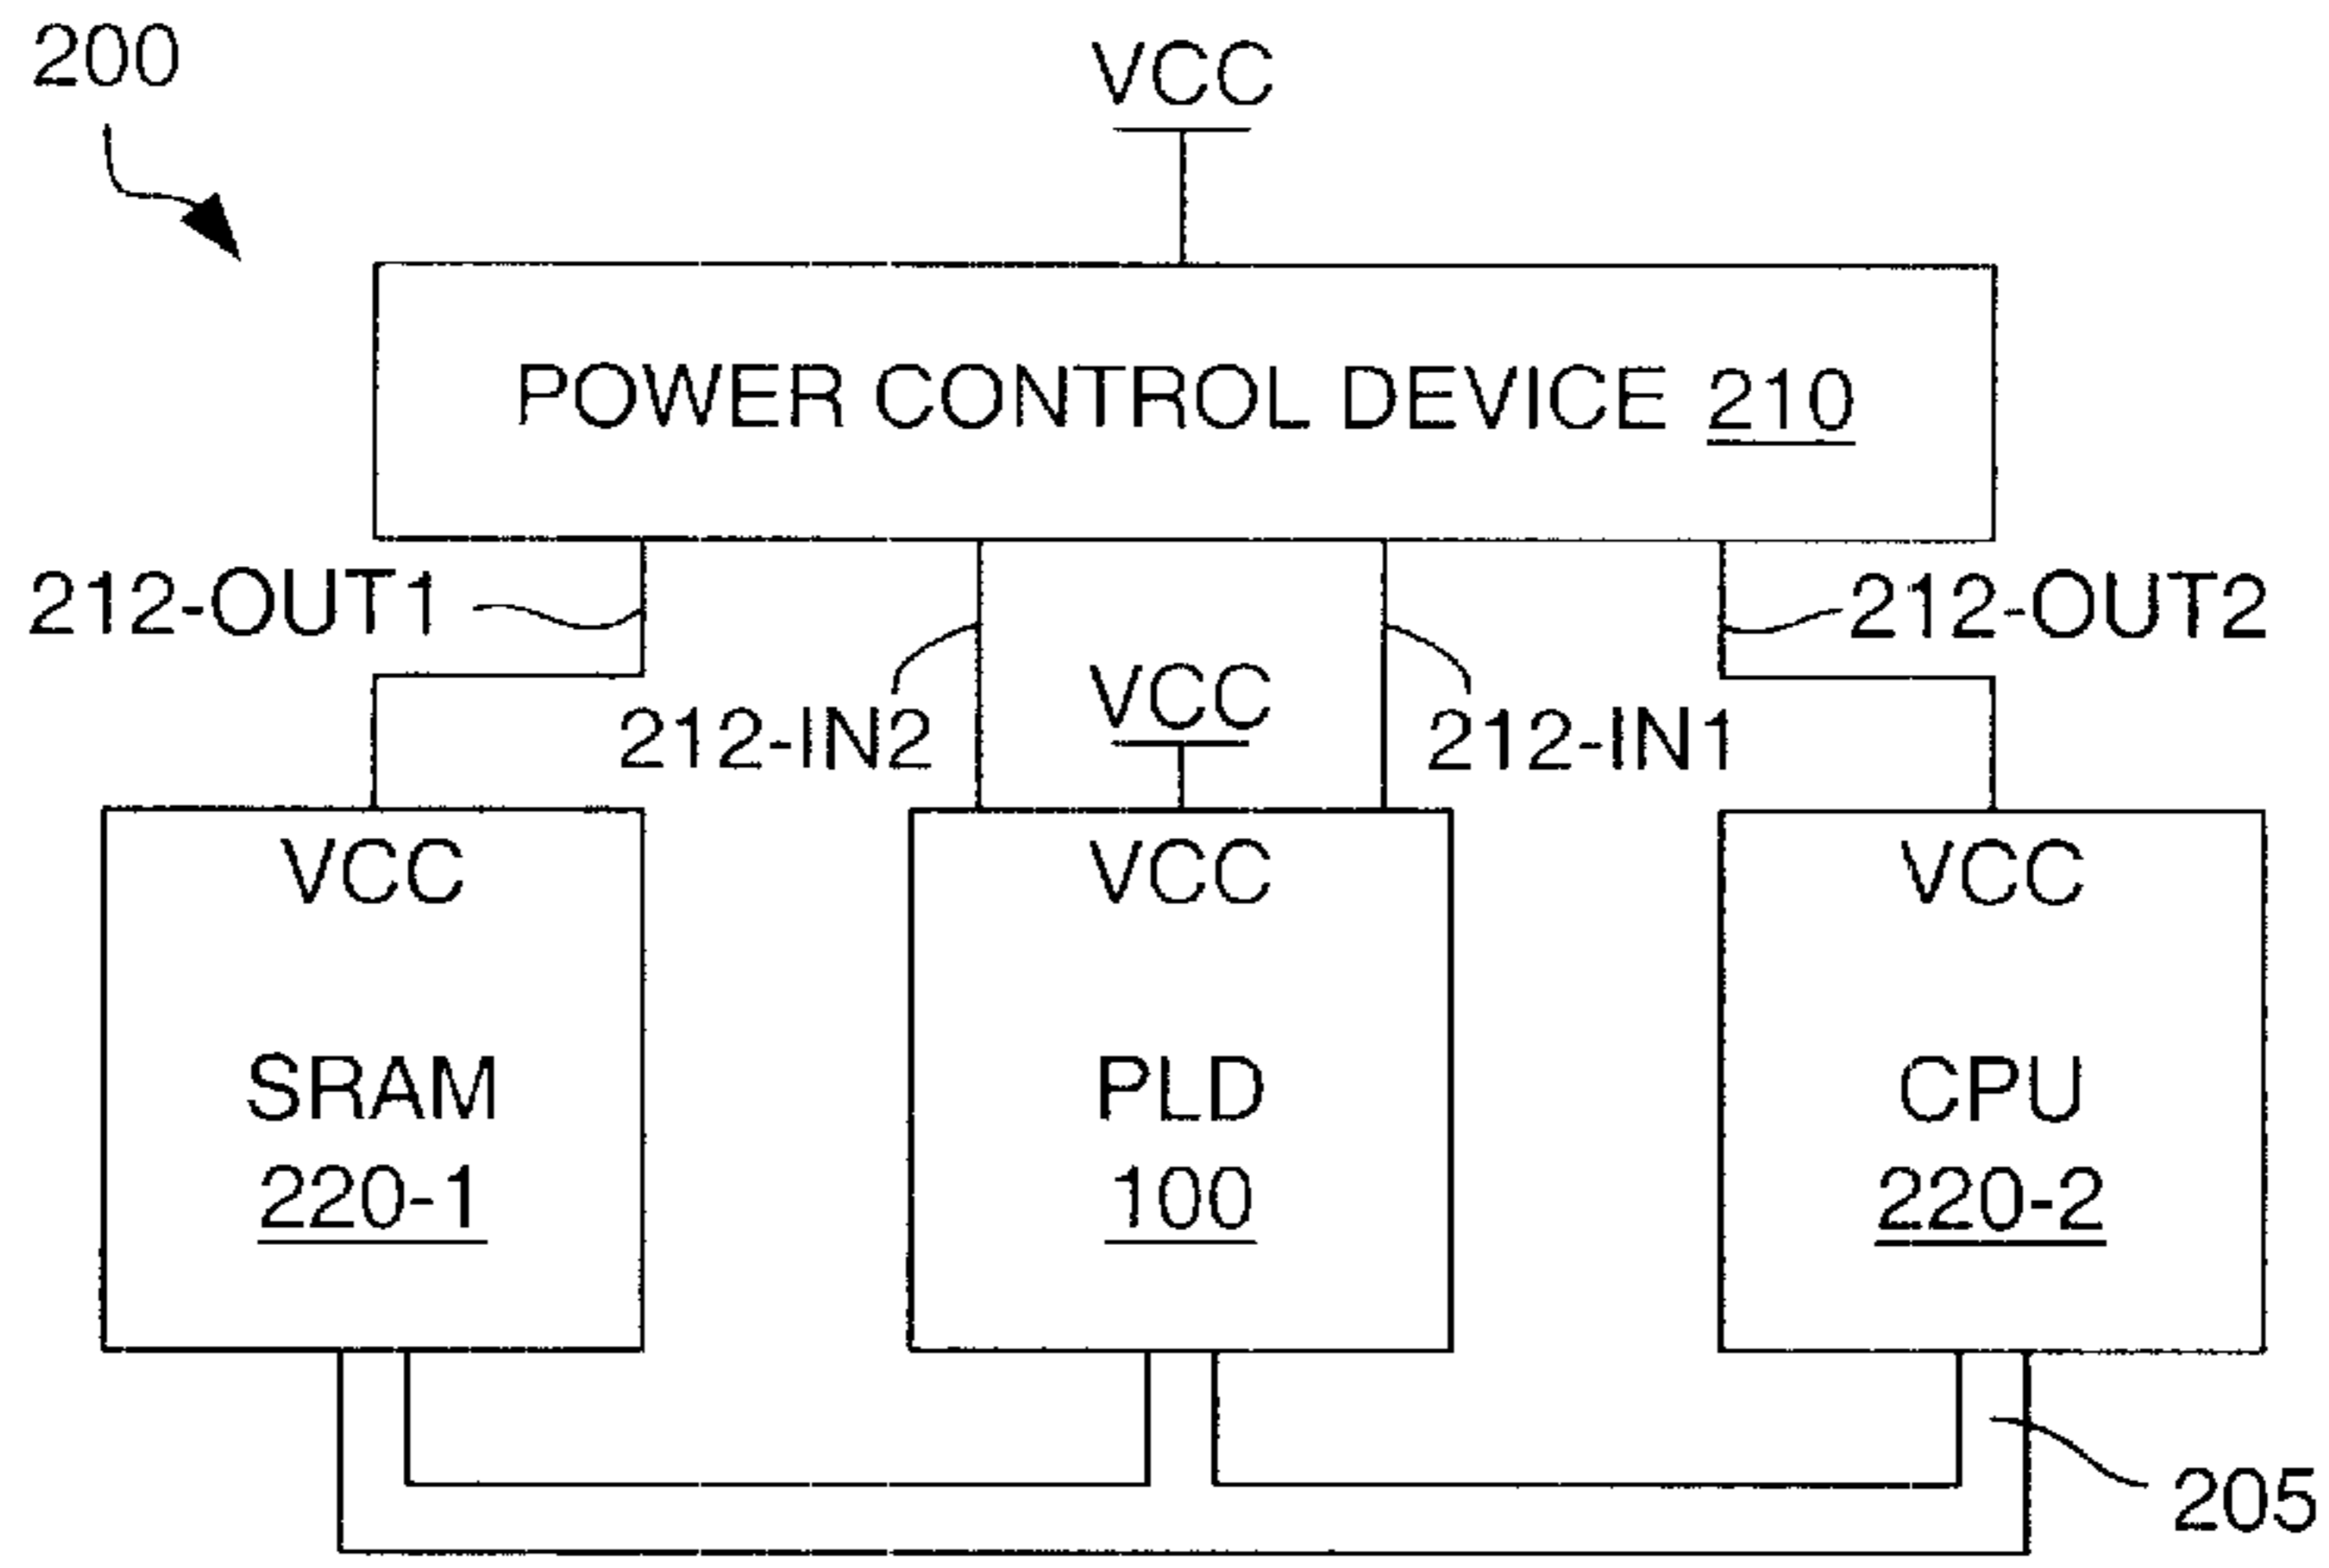 200
VCC
POWER CONTROL DEVICE 210
212-OUT1
212-OUT2
VCC
212-IN2
212-IN1
VCC
VCC
VCC
SRAM
PLD
CPU
220-1
100
220-2
205